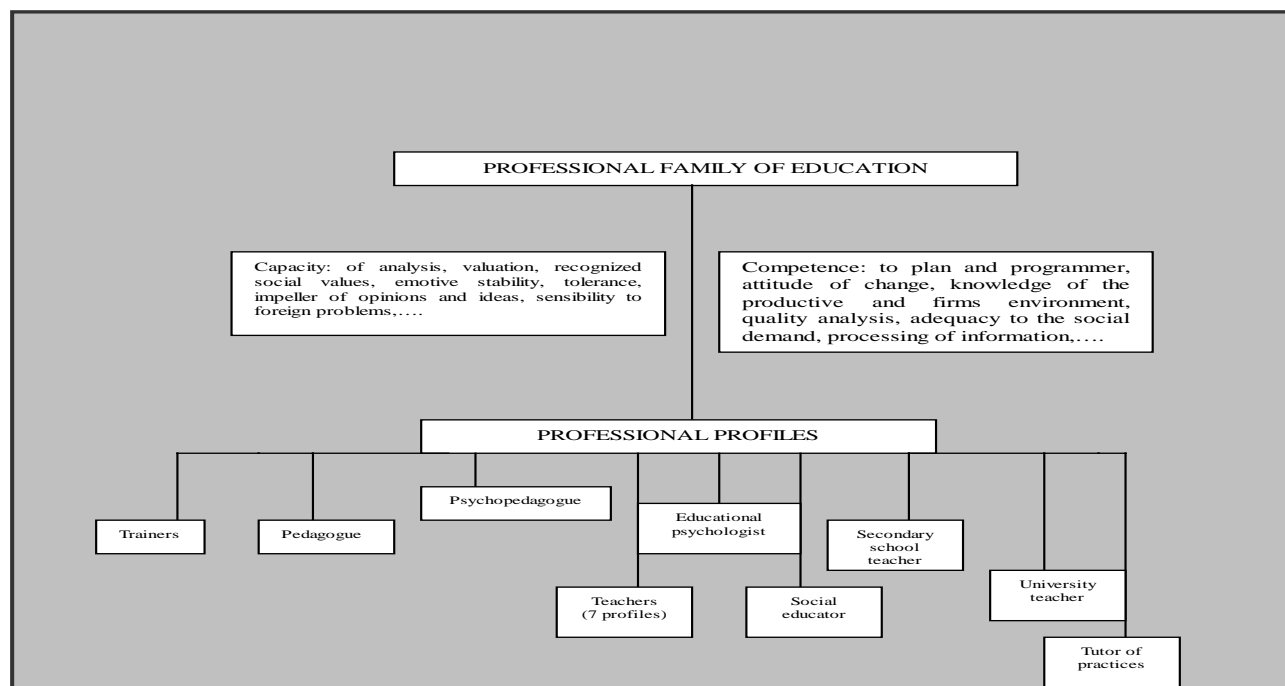 PROFESSIONAL FAMILY OF EDUCATION
Capacity: of analysis, valuation, recognized
social values, emotive stability, tolerance,
impeller of opinions and ideas, sensibility to
foreign problems,….
Competence: to plan and programmer,
attitude of change, knowledge of the
productive and firms environment,
quality analysis, adequacy to the social
demand, processing of information,….
PROFESSIONAL PROFILES
Trainers
Pedagogue
Psychopedagogue
Educational
psychologist
Secondary
school
teacher
Teachers
(7 profiles)
Social
educator
University
teacher
Tutor of
practices